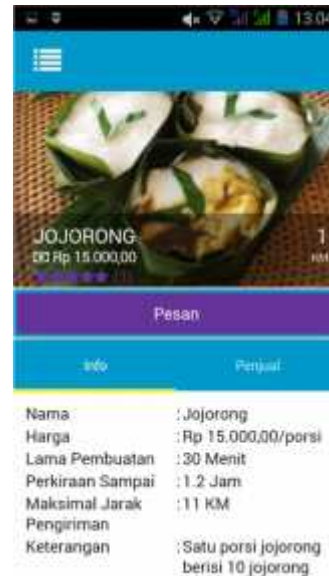 13.04
JOJORONG
Rp 15.000,00
1
KM
Pesan
Info
Penjual
Nama : Jojorong
Harga : Rp 15.000,00/porsi
Lama Pembuatan : 30 Menit
Perkiraan Sampai : 1.2 Jam
Maksimal Jarak : 11 KM
Pengiriman
Keterangan : Satu porsi jojorong
berisi 10 jojorong